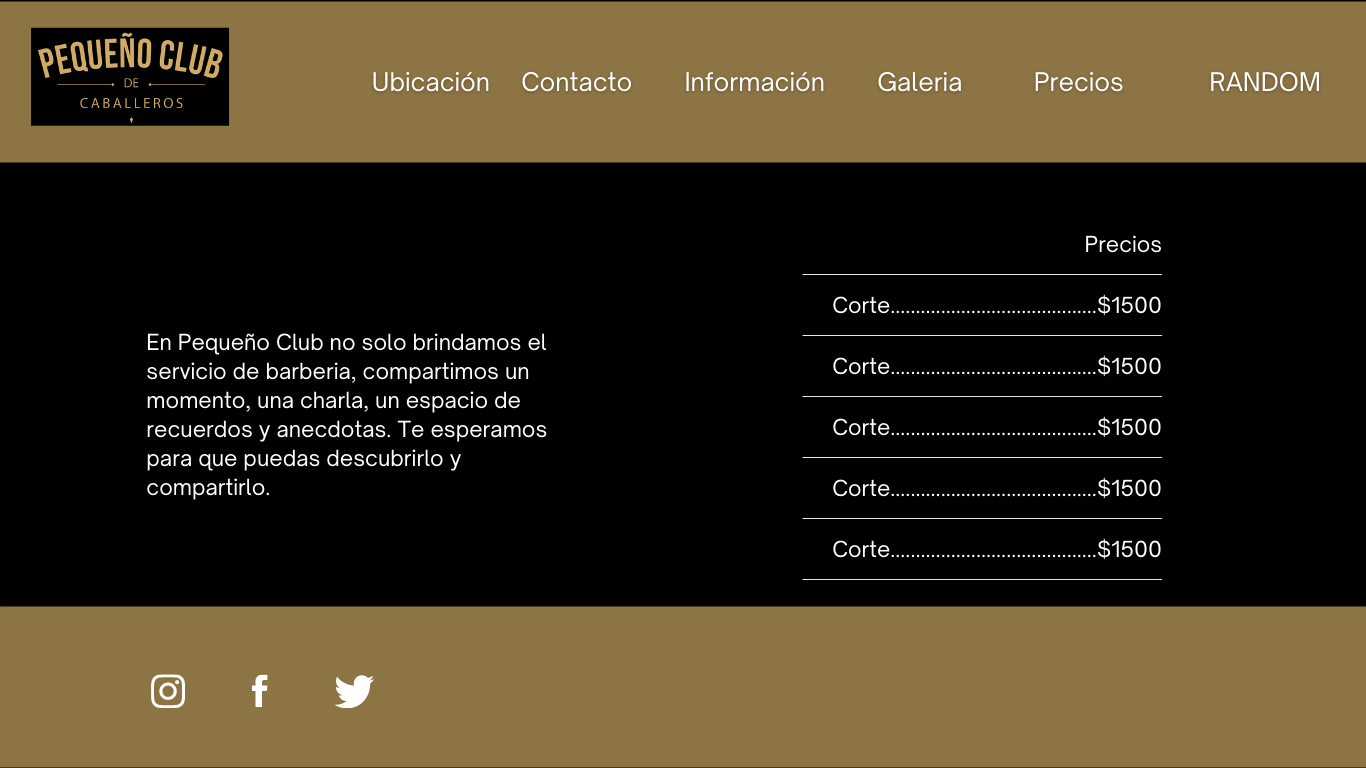 PEQUEÑO CLUB
DE
CABALLEROS
Ubicación Contacto Información Galeria Precios RANDOM
En Pequeño Club no solo brindamos el
servicio de barberia, compartimos un
momento, una charla, un espacio de
recuerdos y anecdotas. Te esperamos
para que puedas descubrirlo y
compartirlo.
Precios
Corte.........................................$1500
Corte.........................................$1500
Corte.........................................$1500
Corte.........................................$1500
Corte.........................................$1500